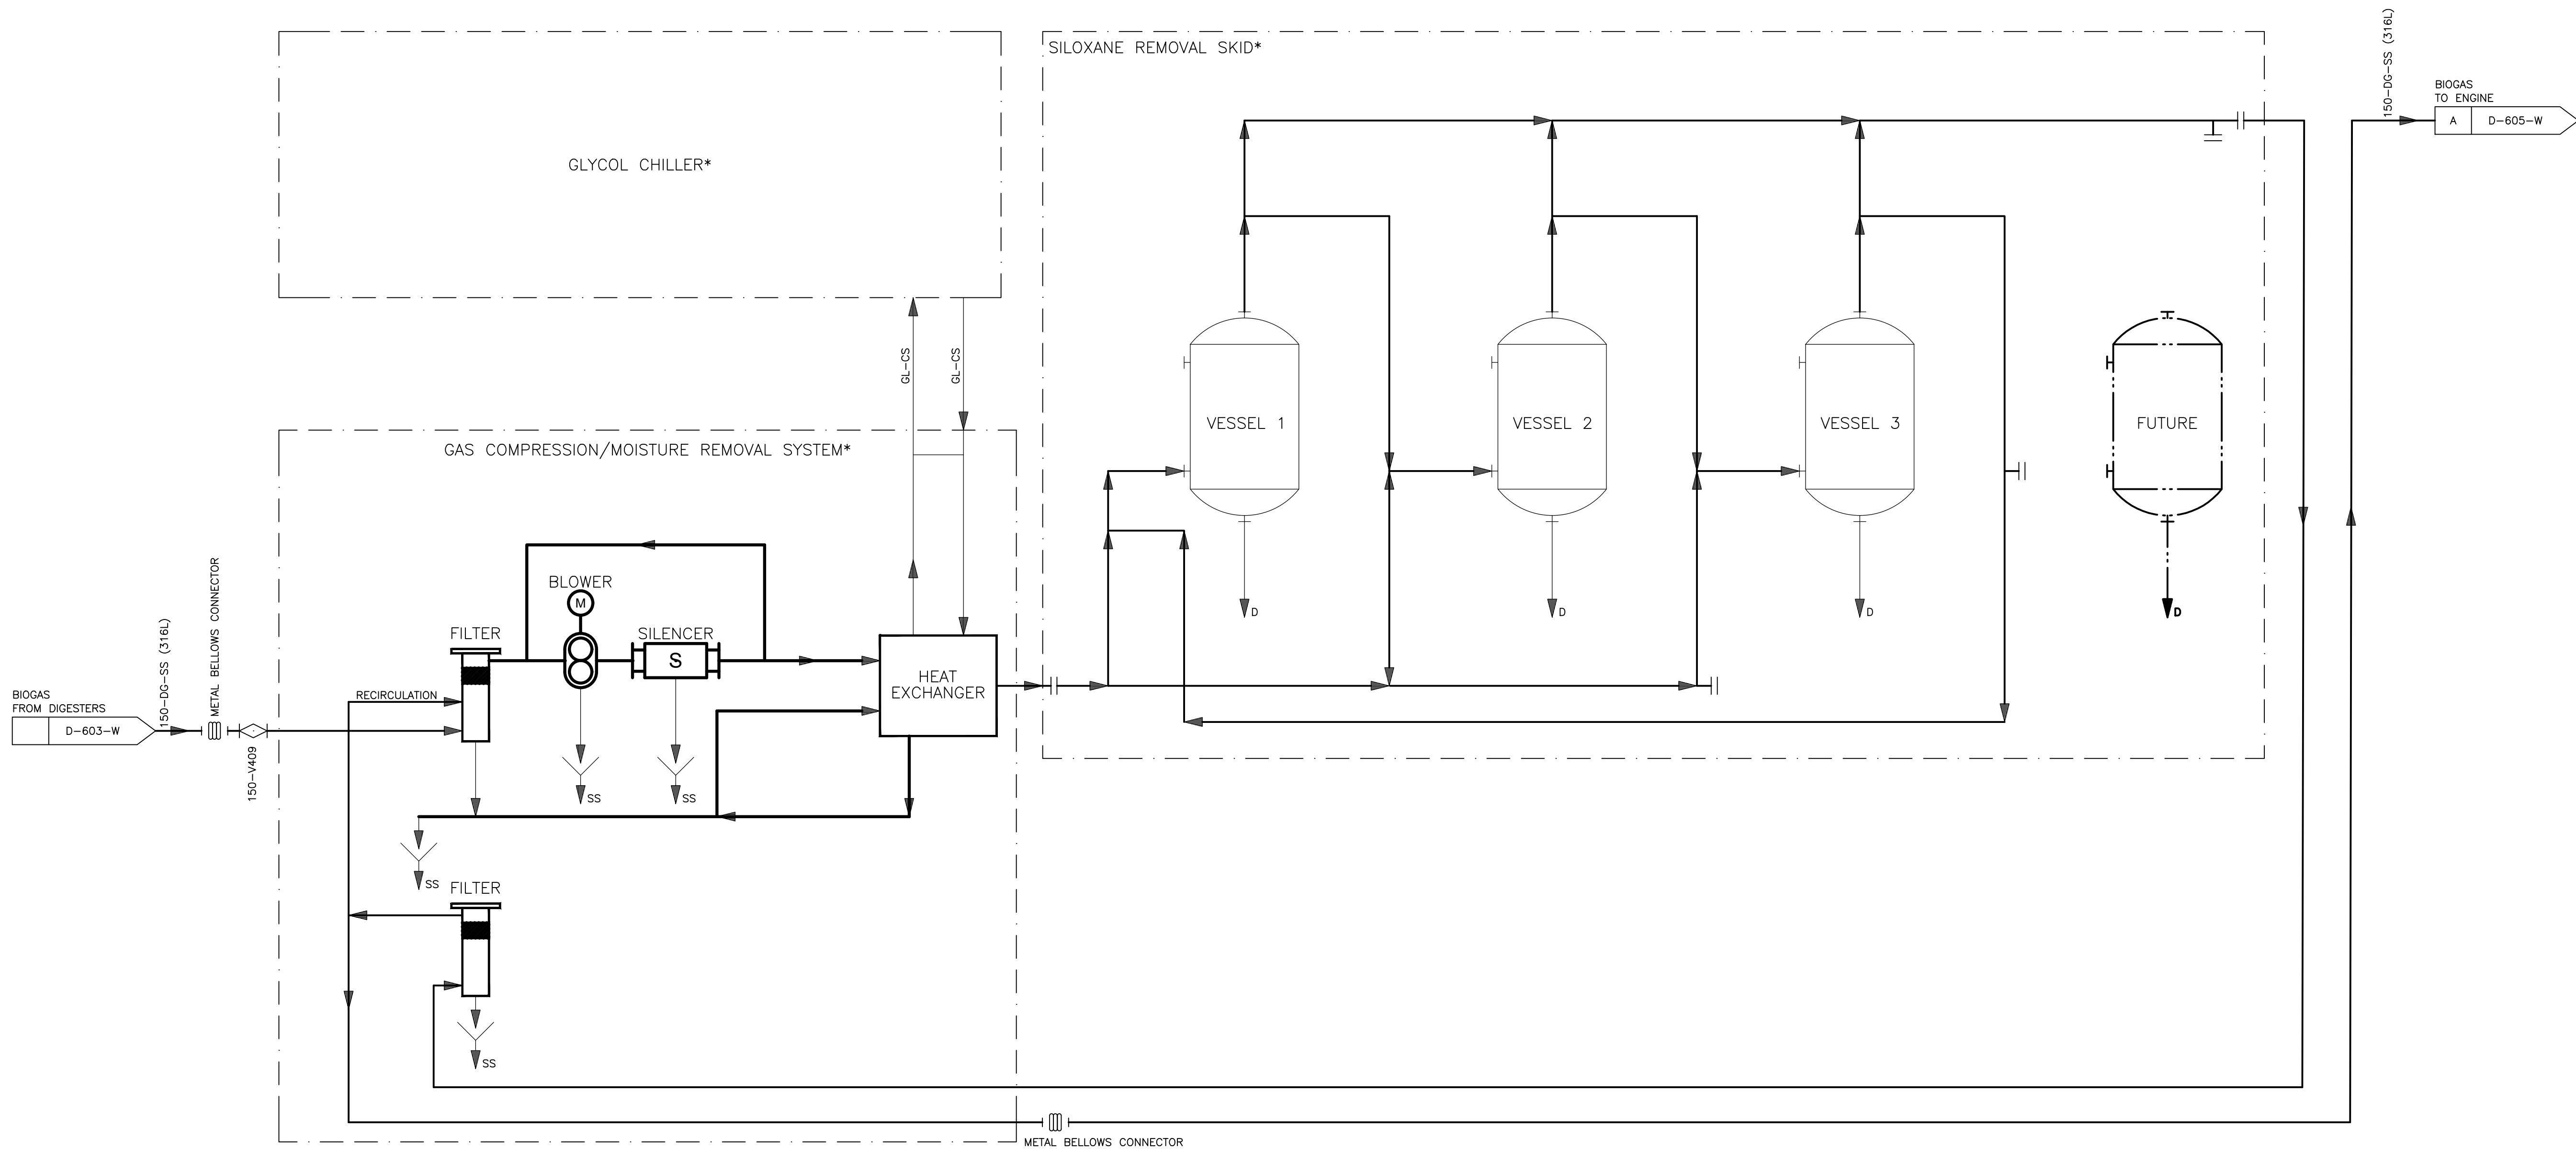 SILOXANE REMOVAL SKID*
150-DG-SS (316L)
BIOGAS
TO ENGINE
A
D-605-W
GLYCOL CHILLER*
GL-CS
GL-CS
VESSEL 1
VESSEL 2
VESSEL 3
FUTURE
D
D
D
D
GAS COMPRESSION/MOISTURE REMOVAL SYSTEM*
BLOWER
M
FILTER
SILENCER
S
HEAT
EXCHANGER
RECIRCULATION
BIOGAS
FROM DIGESTERS
D-603-W
150-DG-SS (316L)
METAL BELLOWS CONNECTOR
150-V409
SS
SS
SS
FILTER
SS
METAL BELLOWS CONNECTOR